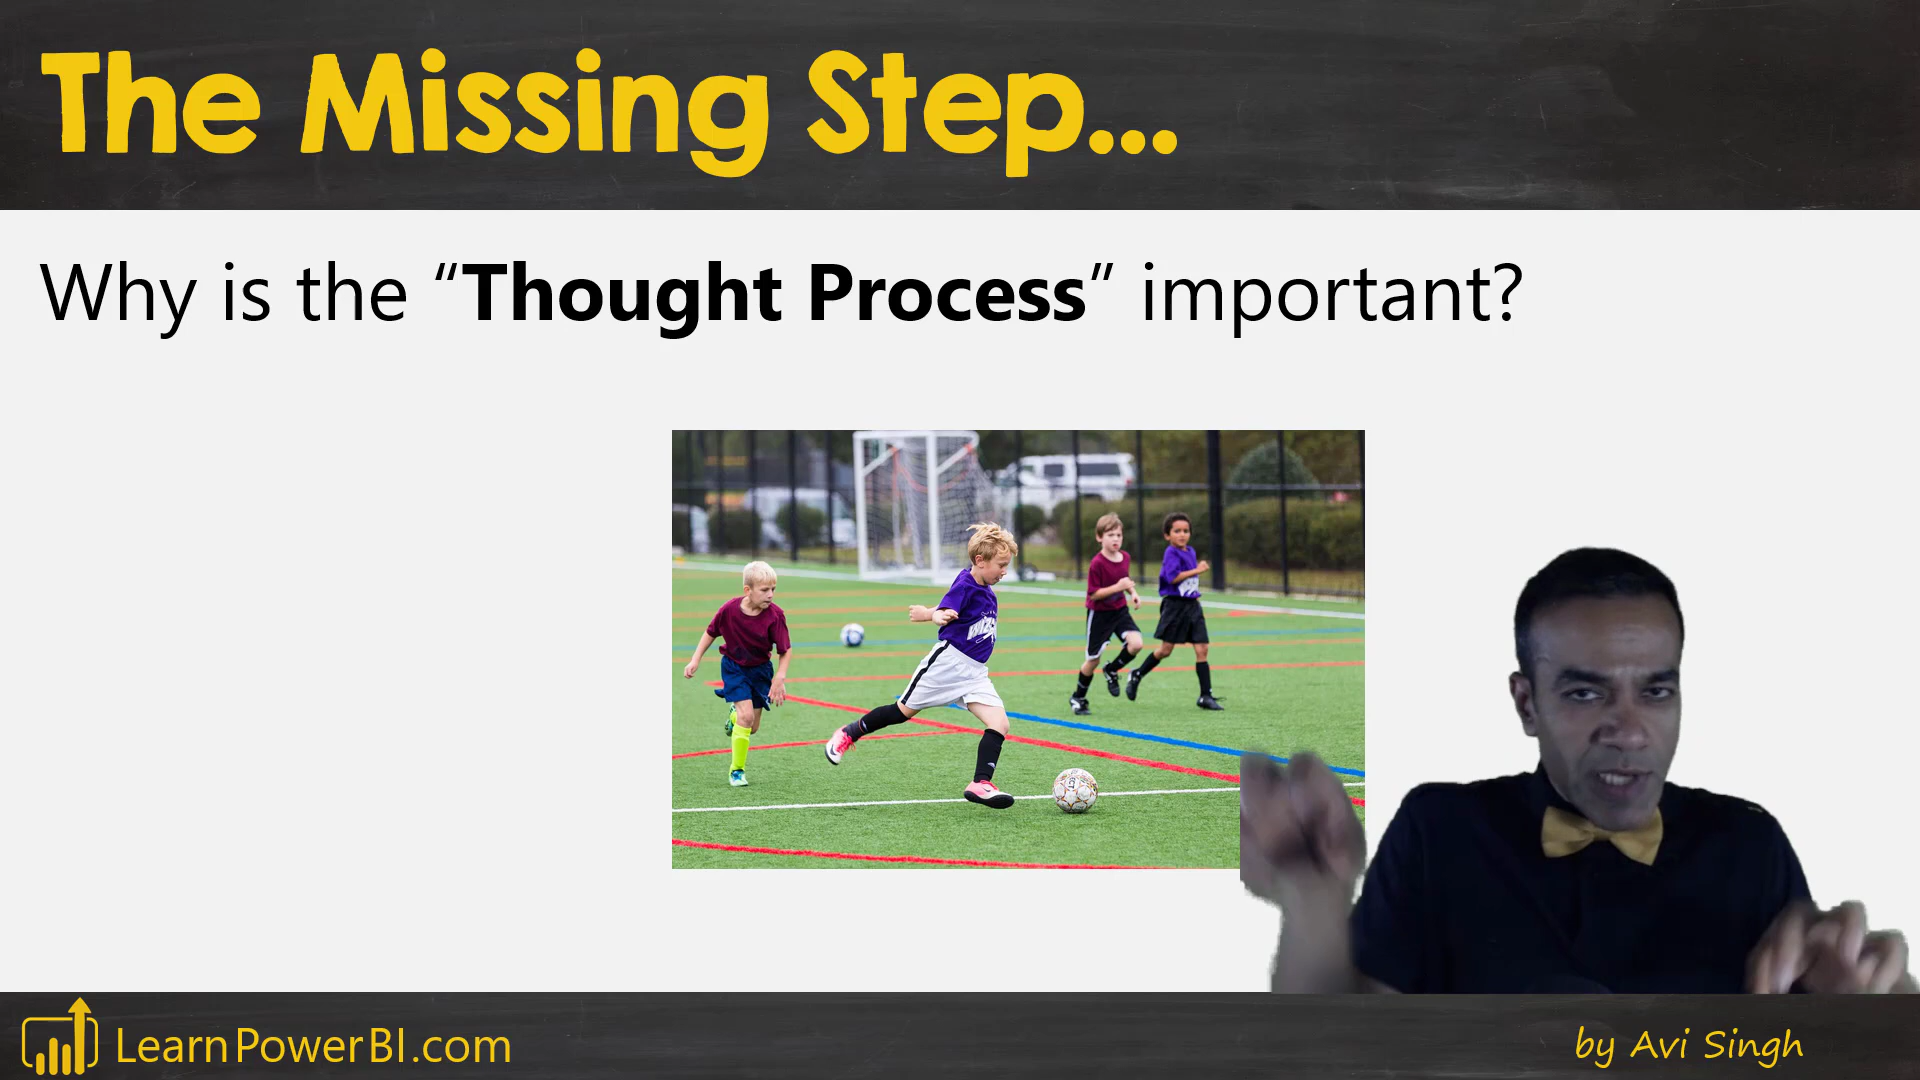 The Missing Step...
Why is the “Thought Process” important?
LearnPowerBI.com
by Avi Singh